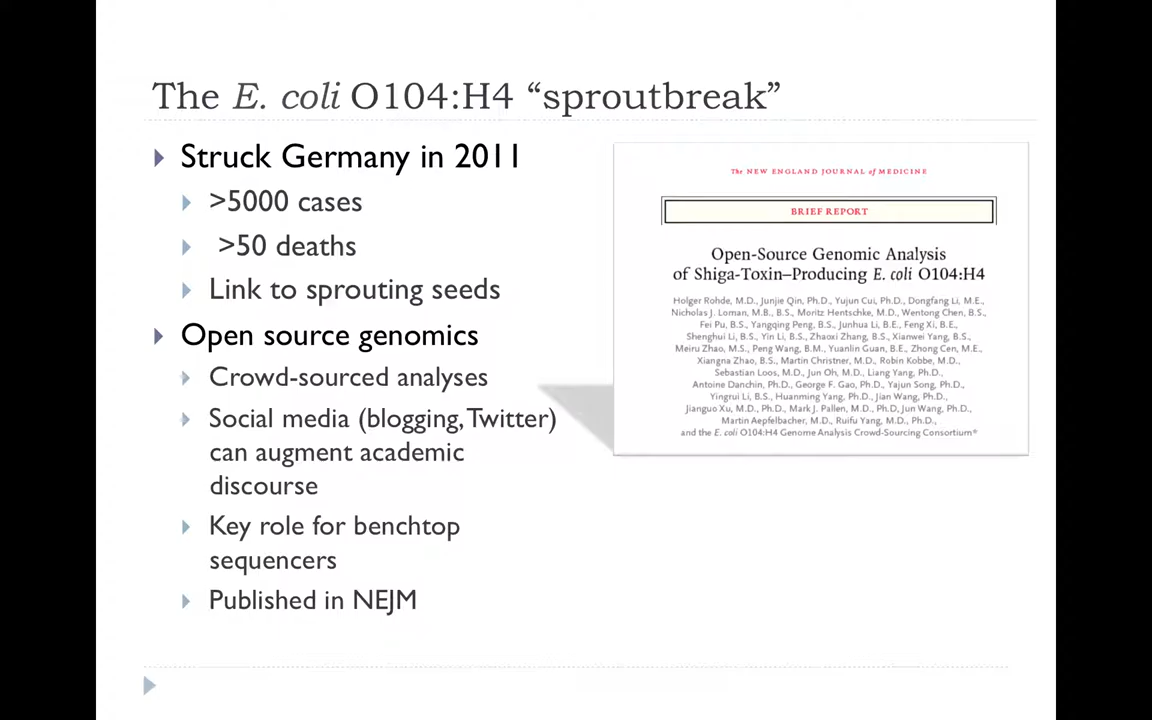 The E. coli O104:H4 “sproutbreak”
Struck Germany in 2011
>5000 cases
>50 deaths
Link to sprouting seeds
Open source genomics
Crowd-sourced analyses
Social media (blogging, Twitter)
can augment academic
discourse
Key role for benchtop
sequencers
Published in NEJM
The NEW ENGLAND JOURNAL of MEDICINE
BRIEF REPORT
Open-Source Genomic Analysis
of Shiga-Toxin–Producing E. coli O104:H4
Holger Rohde, M.D., Junjie Qin, Ph.D., Yujun Cui, Ph.D., Dongfang Li, M.E.,
Nicholas J. Loman, M.B., B.S., Moritz Hentschke, M.D., Wentong Chen, B.S.,
Fei Pu, B.S., Yangqing Peng, B.S., Junhua Li, B.E., Feng Xi, B.E.,
Shenghui Li, B.S., Yin Li, B.S., Zhaoxi Zhang, B.S., Xianwei Yang, B.S.,
Meiru Zhao, M.S., Peng Wang, B.M., Yuanlin Guan, B.E., Zhong Cen, M.E.,
Xiangna Zhao, B.S., Martin Christner, M.D., Robin Kobbe, M.D.,
Sebastian Loos, M.D., Jun Oh, M.D., Liang Yang, Ph.D.,
Antoine Danchin, Ph.D., George F. Gao, Ph.D., Yajun Song, Ph.D.,
Yingrui Li, B.S., Huanming Yang, Ph.D., Jian Wang, Ph.D.,
Jianguo Xu, M.D., Ph.D., Mark J. Pallen, M.D., Ph.D., Jun Wang, Ph.D.,
Martin Aepfelbacher, M.D., Ruifu Yang, M.D., Ph.D.,
and the E. coli O104:H4 Genome Analysis Crowd-Sourcing Consortium*